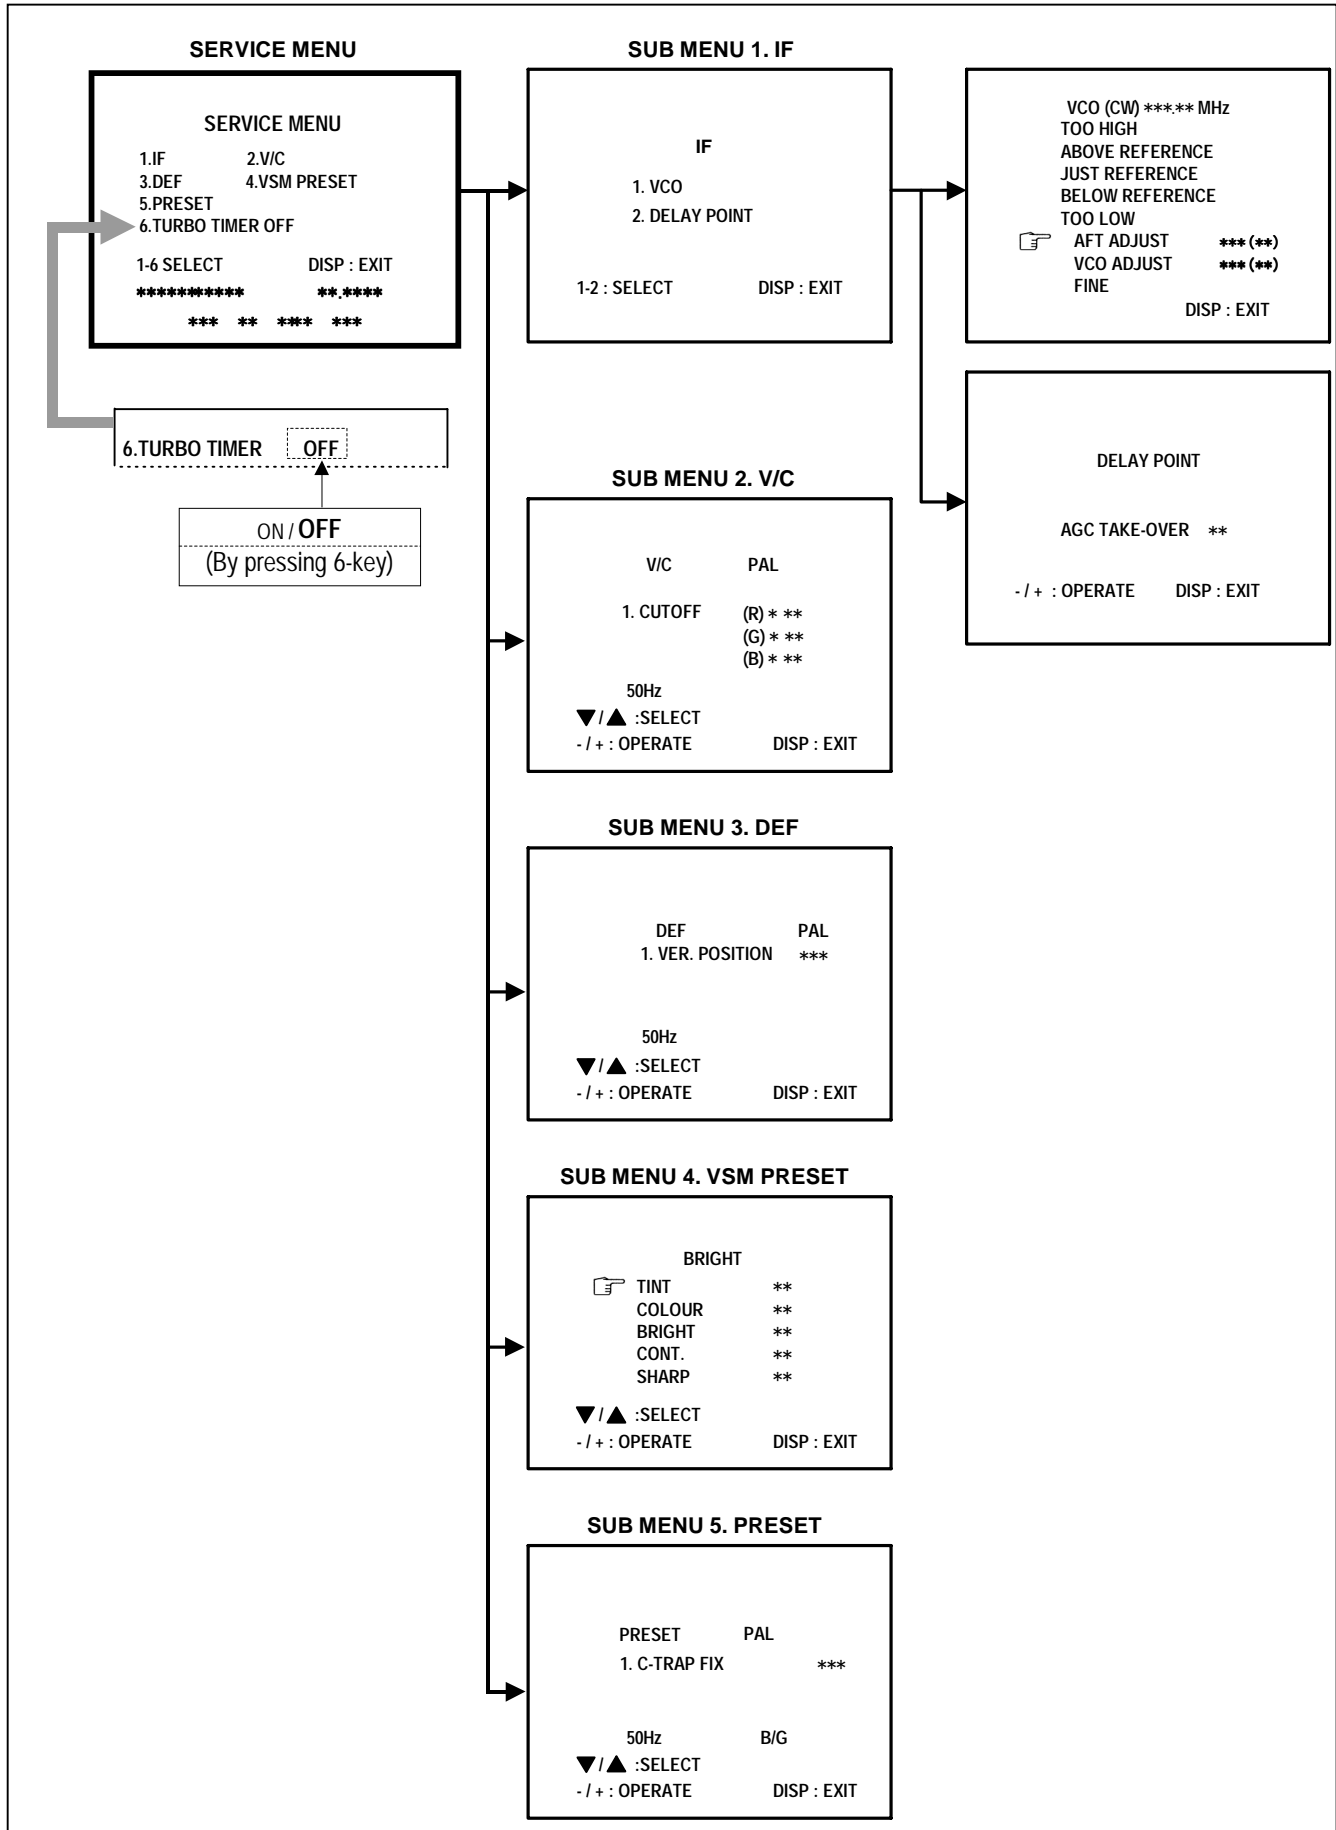 SERVICE MENU
SERVICE MENU
1.IF 2.V/C
3.DEF 4.VSM PRESET
5.PRESET
6.TURBO TIMER OFF
1-6 SELECT DISP : EXIT
*********** **.****
*** ** **** ***
6.TURBO TIMER OFF
ON / OFF
(By pressing 6-key)
SUB MENU 1. IF
IF
1. VCO
2. DELAY POINT
1-2 : SELECT DISP : EXIT
VCO (CW) ***.** MHz
TOO HIGH
ABOVE REFERENCE
JUST REFERENCE
BELOW REFERENCE
TOO LOW
☞ AFT ADJUST *** (**)
VCO ADJUST *** (**)
FINE
DISP : EXIT
DELAY POINT
AGC TAKE-OVER **
- / + : OPERATE DISP : EXIT
SUB MENU 2. V/C
V/C PAL
1. CUTOFF (R) * **
(G) * **
(B) * **
50Hz
▼/▲ :SELECT
- / + : OPERATE DISP : EXIT
SUB MENU 3. DEF
DEF PAL
1. VER. POSITION ***
50Hz
▼/▲ :SELECT
- / + : OPERATE DISP : EXIT
SUB MENU 4. VSM PRESET
BRIGHT
☞ TINT **
COLOUR **
BRIGHT **
CONT. **
SHARP **
▼/▲ :SELECT
- / + : OPERATE DISP : EXIT
SUB MENU 5. PRESET
PRESET PAL
1. C-TRAP FIX ***
50Hz B/G
▼/▲ :SELECT
- / + : OPERATE DISP : EXIT